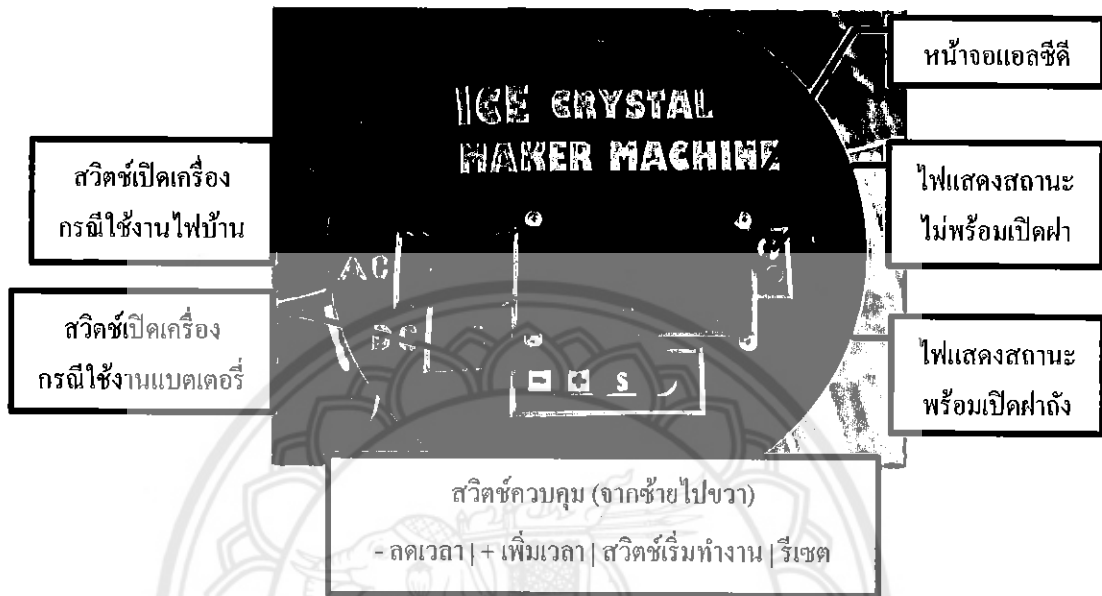 หน้าจอแอลซีดี
ICE CRYSTAL
MAKER MACHINE
สวิตช์เปิดเครื่อง
กรณีใช้งานไฟบ้าน
ไฟแสดงสถานะ
ไม่พร้อมเปิดฝา
AC
สวิตช์เปิดเครื่อง
กรณีใช้งานแบตเตอรี่
DC
ไฟแสดงสถานะ
พร้อมเปิดฝาถัง
- + S
สวิตช์ควบคุม (จากซ้ายไปขวา)
- ลดเวลา | + เพิ่มเวลา | สวิตช์เริ่มทำงาน | รีเซต